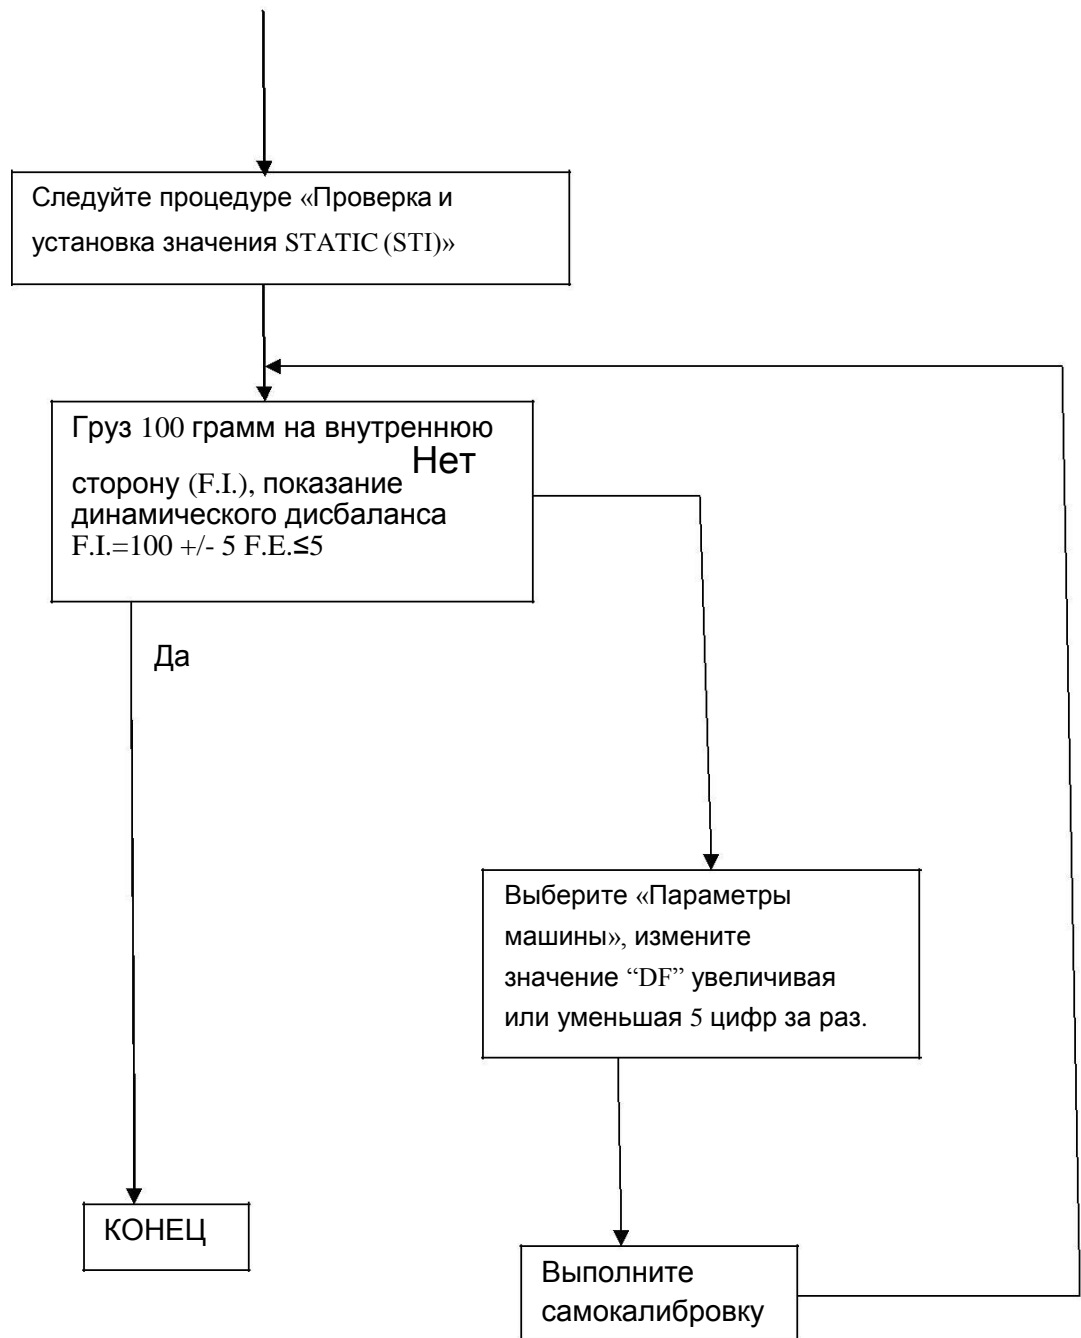 Следуйте процедуре «Проверка и
установка значения STATIC (STI)»
Груз 100 грамм на внутреннюю
Нет
сторону (F.I.), показание
динамического дисбаланса
F.I.=100 +/- 5 F.E.≤5
Да
Выберите «Параметры
машины», измените
значение “DF” увеличивая
или уменьшая 5 цифр за раз.
КОНЕЦ
Выполните
самокалибровку